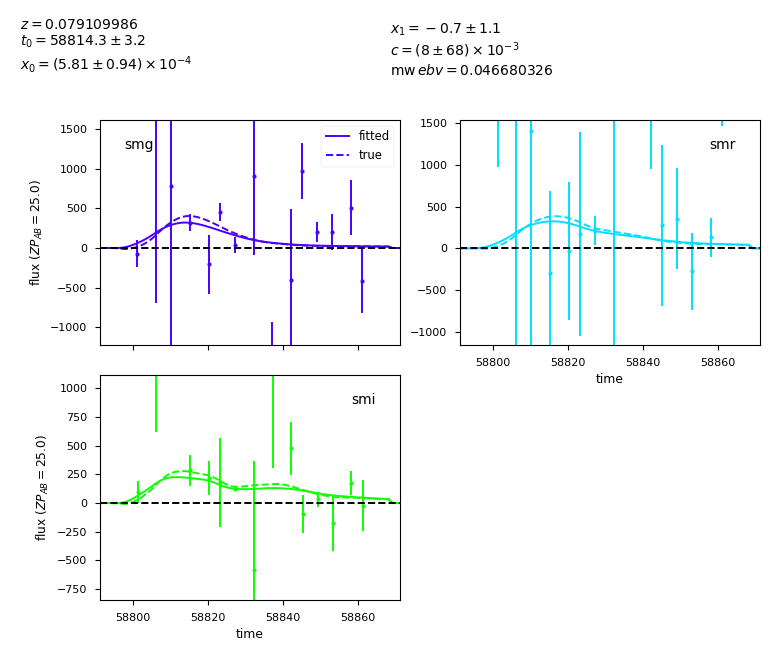 z = 0.079109986
t₀ = 58814.3 ± 3.2
x₀ = (5.81 ± 0.94) × 10⁻⁴
x₁ = −0.7 ± 1.1
c = (8 ± 68) × 10⁻³
mw ebv = 0.046680326
smg
fitted
true
1500
1000
500
0
−500
−1000
flux (ZP_AB = 25.0)
smr
1500
1000
500
0
−500
−1000
58800 58820 58840 58860
time
smi
1000
750
500
250
0
−250
−500
−750
flux (ZP_AB = 25.0)
58800 58820 58840 58860
time